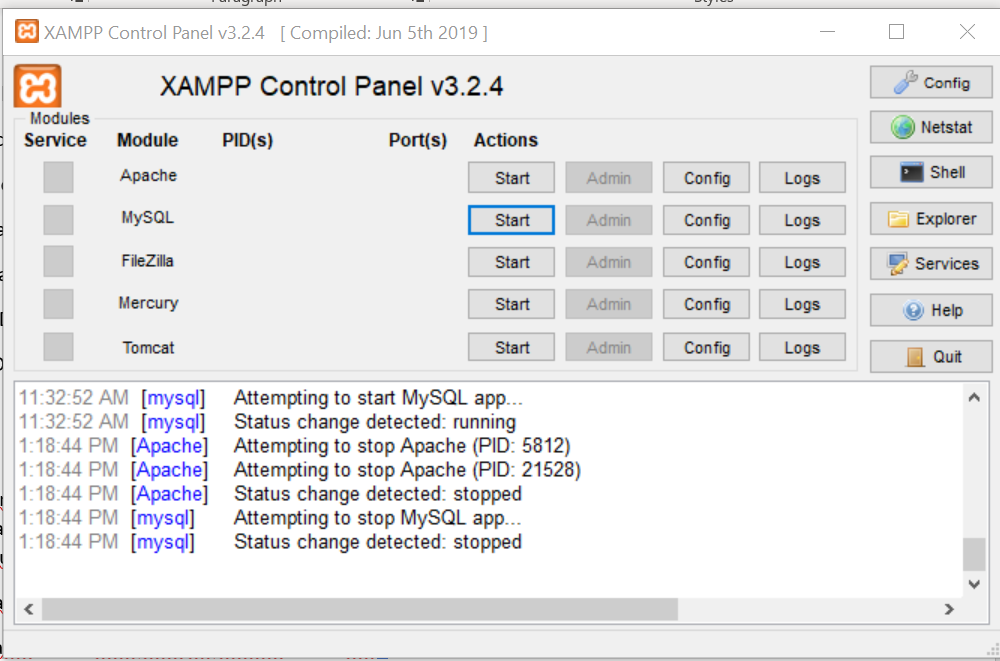 Paragraph
Styles
XAMPP Control Panel v3.2.4 [ Compiled: Jun 5th 2019 ]
XAMPP Control Panel v3.2.4
Config
Modules
Service Module PID(s) Port(s) Actions
Netstat
Apache Start Admin Config Logs
Shell
MySQL Start Admin Config Logs
Explorer
FileZilla Start Admin Config Logs
Services
Mercury Start Admin Config Logs
Help
Tomcat Start Admin Config Logs
Quit
11:32:52 AM [mysql] Attempting to start MySQL app...
11:32:52 AM [mysql] Status change detected: running
1:18:44 PM [Apache] Attempting to stop Apache (PID: 5812)
1:18:44 PM [Apache] Attempting to stop Apache (PID: 21528)
1:18:44 PM [Apache] Status change detected: stopped
1:18:44 PM [mysql] Attempting to stop MySQL app...
1:18:44 PM [mysql] Status change detected: stopped